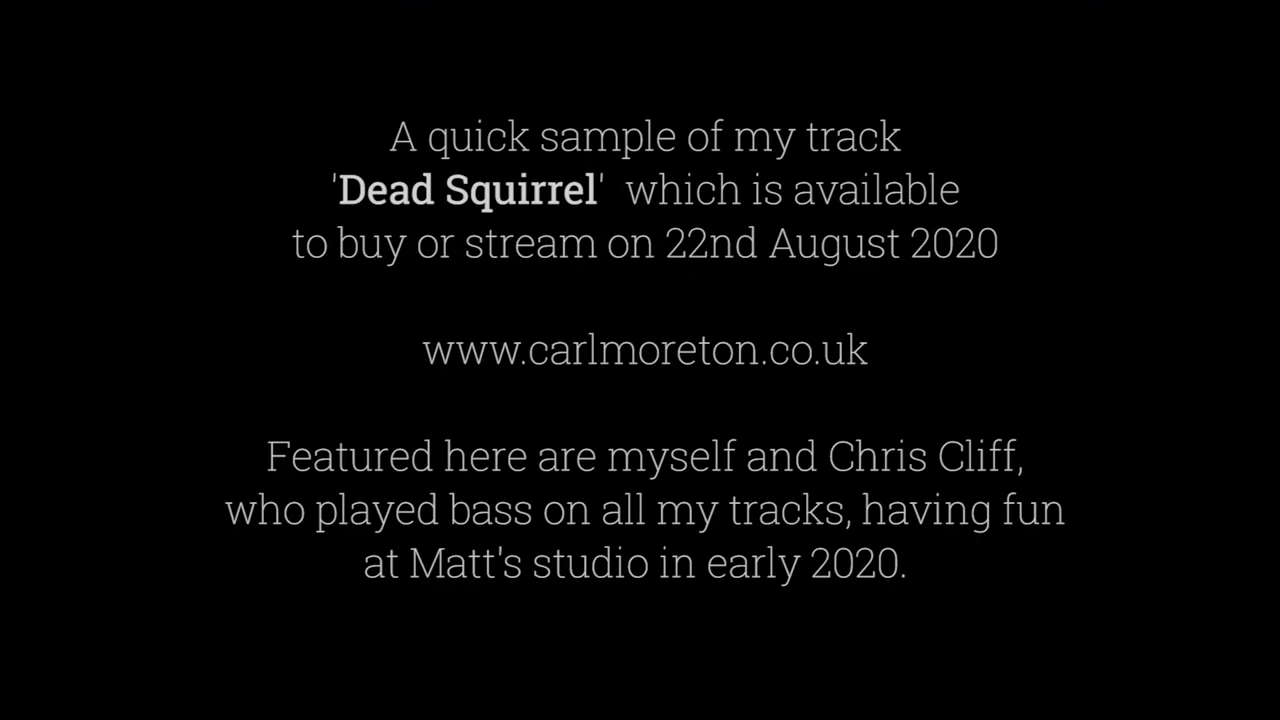 A quick sample of my track
'Dead Squirrel'  which is available
to buy or stream on 22nd August 2020
www.carlmoreton.co.uk
Featured here are myself and Chris Cliff,
who played bass on all my tracks, having fun
at Matt's studio in early 2020.